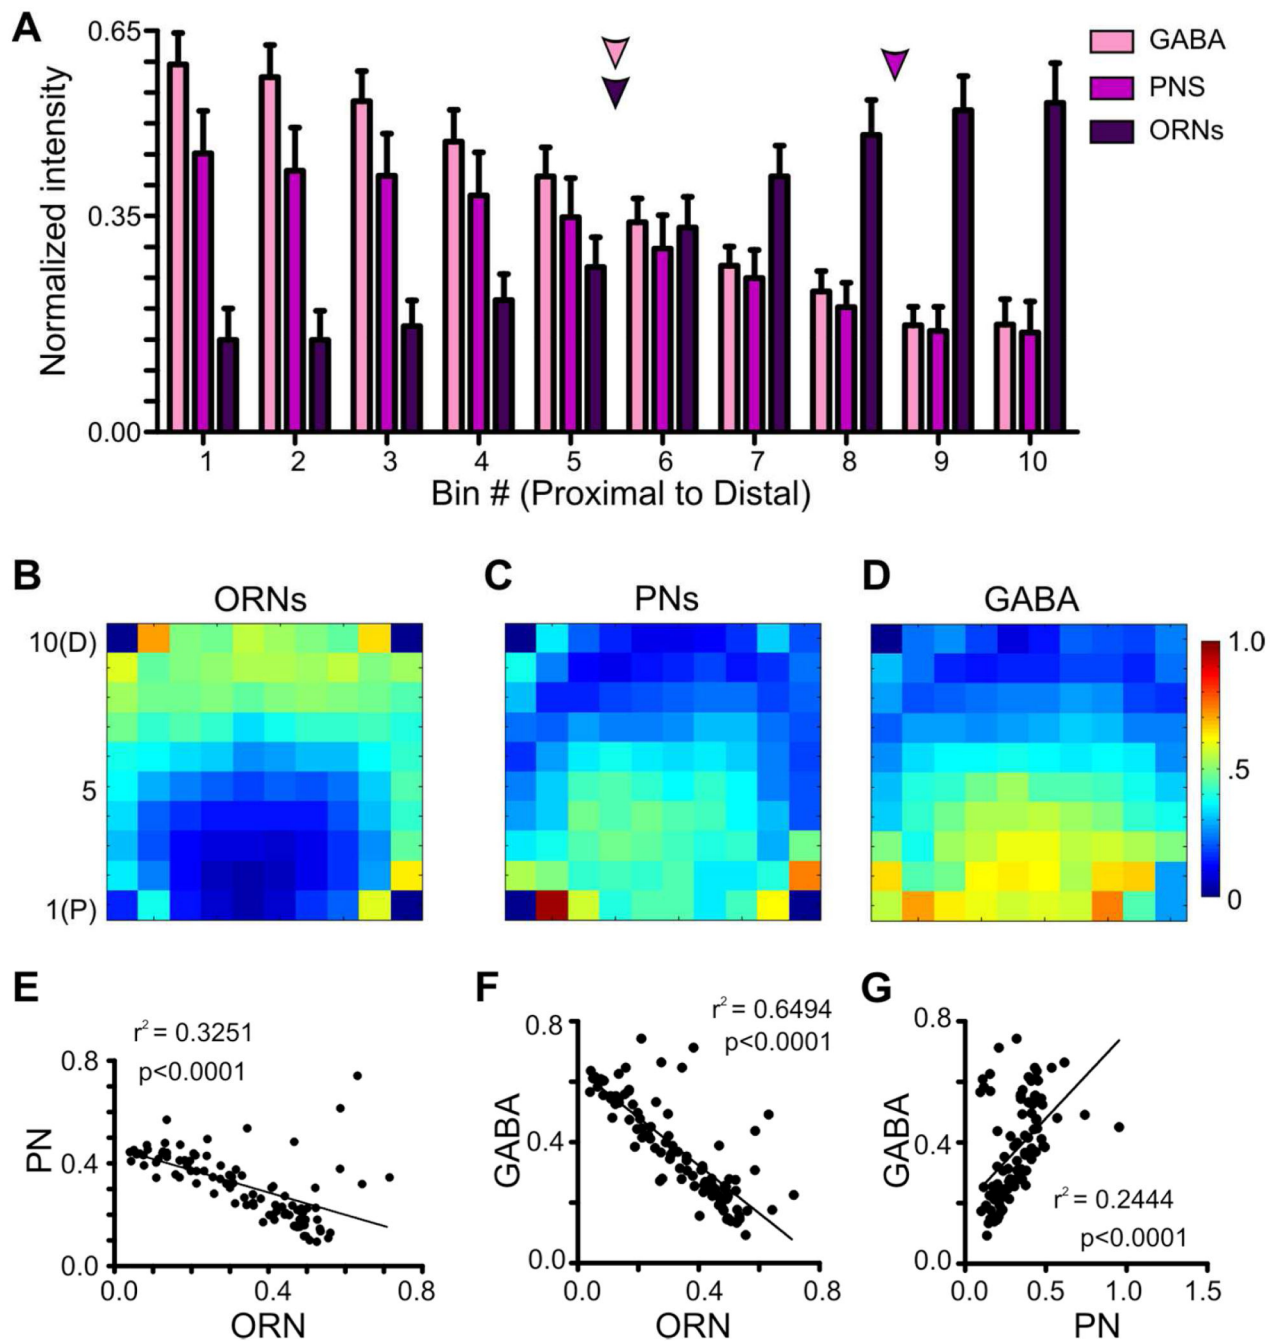 A
0.65
0.35
0.00
Normalized intensity
1 2 3 4 5 6 7 8 9 10
Bin # (Proximal to Distal)
GABA
PNS
ORNs
B
ORNs
10(D)
5
1(P)
C
PNs
D
GABA
1.0
.5
0
E
r² = 0.3251
p<0.0001
0.8
0.4
0.0
PN
0.0 0.4 0.8
ORN
F
r² = 0.6494
p<0.0001
0.8
0.4
0.0
GABA
0.0 0.4 0.8
ORN
G
0.8
0.4
0.0
GABA
r² = 0.2444
p<0.0001
0.0 0.5 1.0 1.5
PN